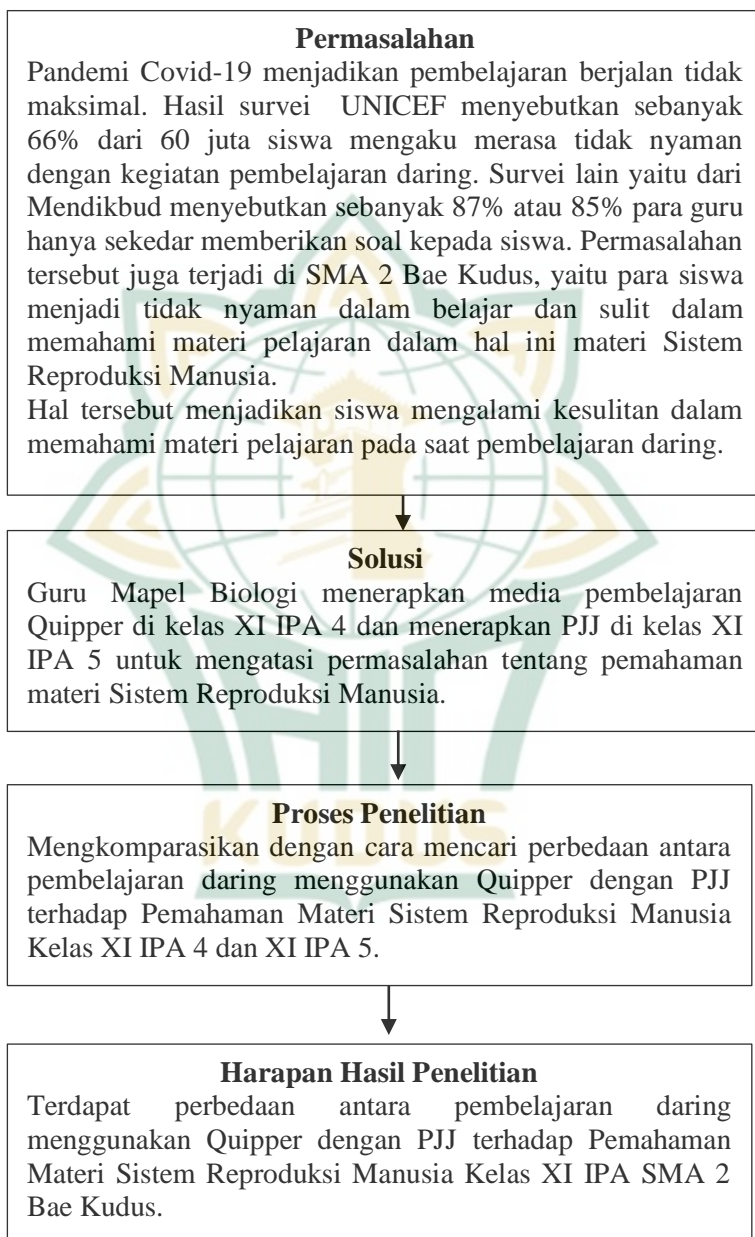 Permasalahan
Pandemi Covid-19 menjadikan pembelajaran berjalan tidak
maksimal. Hasil survei UNICEF menyebutkan sebanyak
66% dari 60 juta siswa mengaku merasa tidak nyaman
dengan kegiatan pembelajaran daring. Survei lain yaitu dari
Mendikbud menyebutkan sebanyak 87% atau 85% para guru
hanya sekedar memberikan soal kepada siswa. Permasalahan
tersebut juga terjadi di SMA 2 Bae Kudus, yaitu para siswa
menjadi tidak nyaman dalam belajar dan sulit dalam
memahami materi pelajaran dalam hal ini materi Sistem
Reproduksi Manusia.
Hal tersebut menjadikan siswa mengalami kesulitan dalam
memahami materi pelajaran pada saat pembelajaran daring.
Solusi
Guru Mapel Biologi menerapkan media pembelajaran
Quipper di kelas XI IPA 4 dan menerapkan PJJ di kelas XI
IPA 5 untuk mengatasi permasalahan tentang pemahaman
materi Sistem Reproduksi Manusia.
KUDUS
Proses Penelitian
Mengkomparasikan dengan cara mencari perbedaan antara
pembelajaran daring menggunakan Quipper dengan PJJ
terhadap Pemahaman Materi Sistem Reproduksi Manusia
Kelas XI IPA 4 dan XI IPA 5.
Harapan Hasil Penelitian
Terdapat perbedaan antara pembelajaran daring
menggunakan Quipper dengan PJJ terhadap Pemahaman
Materi Sistem Reproduksi Manusia Kelas XI IPA SMA 2
Bae Kudus.